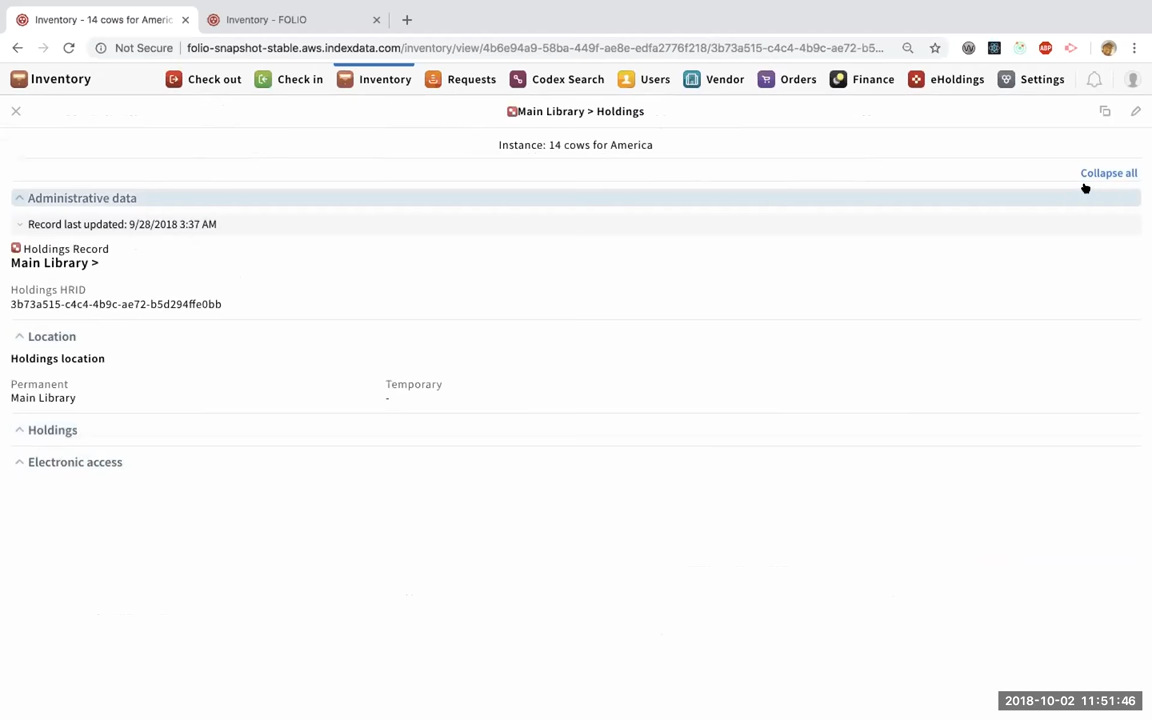 Inventory - 14 cows for Americ
Inventory - FOLIO
Not Secure folio-snapshot-stable.aws.indexdata.com/inventory/view/4b6e94a9-58ba-449f-ae8e-edfa2776f218/3b73a515-c4c4-4b9c-ae72-b5...
Inventory Check out Check in Inventory Requests Codex Search Users Vendor Orders Finance eHoldings Settings
Main Library > Holdings
Instance: 14 cows for America
Collapse all
Administrative data
Record last updated: 9/28/2018 3:37 AM
Holdings Record
Main Library >
Holdings HRID
3b73a515-c4c4-4b9c-ae72-b5d294ffe0bb
Location
Holdings location
Permanent Temporary
Main Library -
Holdings
Electronic access
2018-10-02 11:51:46